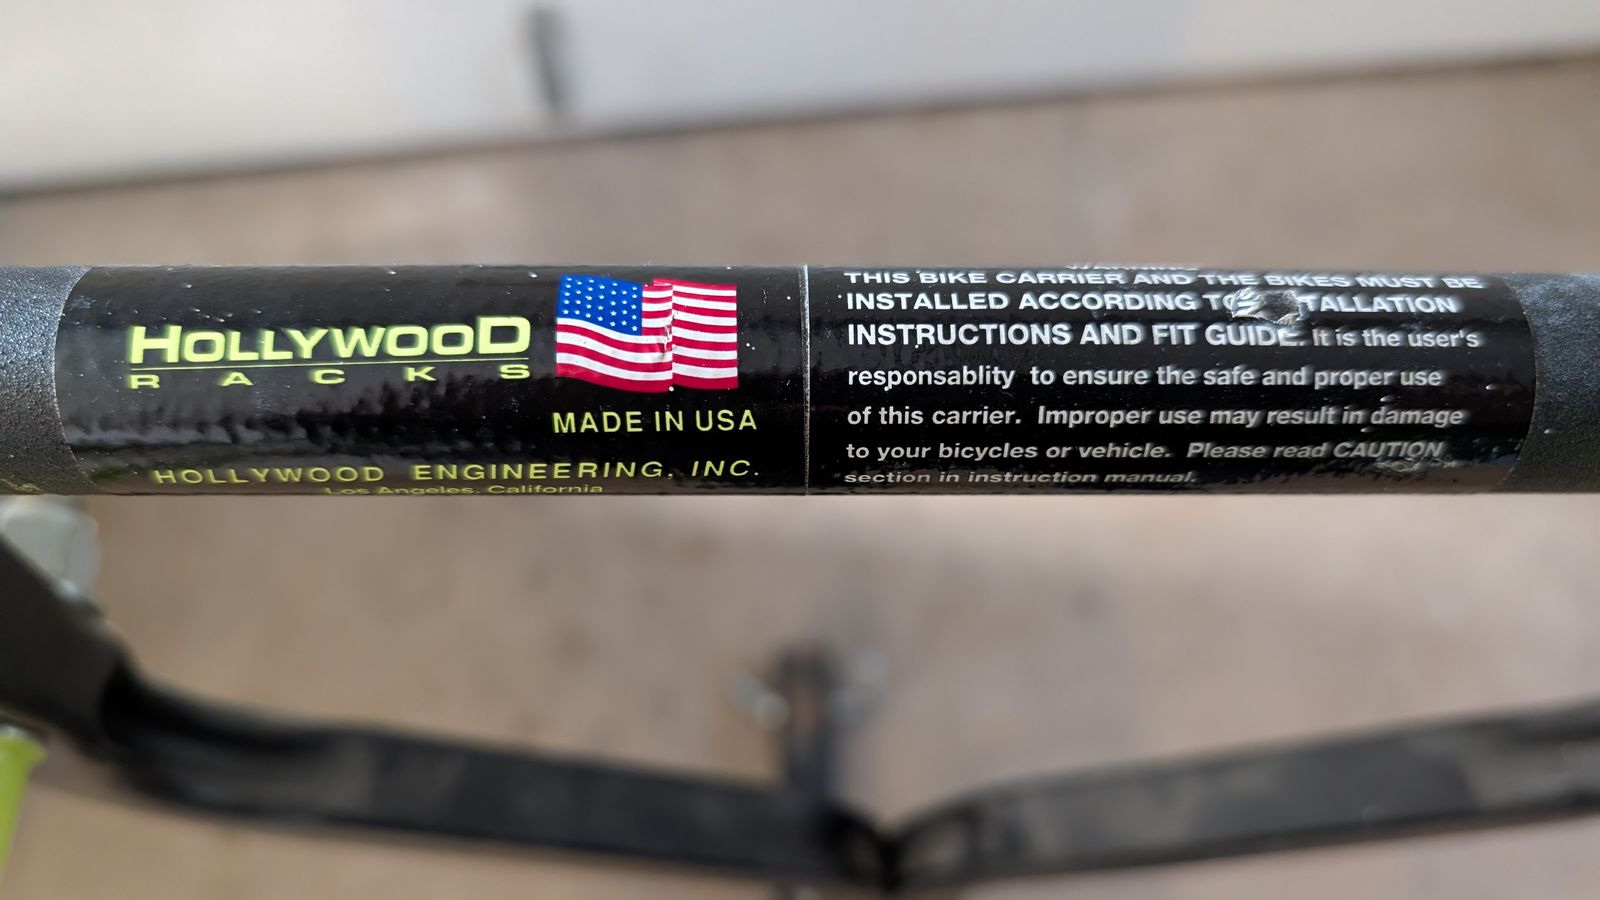 HOLLYWOOD
RACKS
MADE IN USA
HOLLYWOOD ENGINEERING, INC.
Los Angeles, California
THIS BIKE CARRIER AND THE BIKES MUST BE
INSTALLED ACCORDING TO TALLATION
INSTRUCTIONS AND FIT GUIDE. It is the user's
responsablity to ensure the safe and proper use
of this carrier. Improper use may result in damage
to your bicycles or vehicle. Please read CAUTION
section in instruction manual.